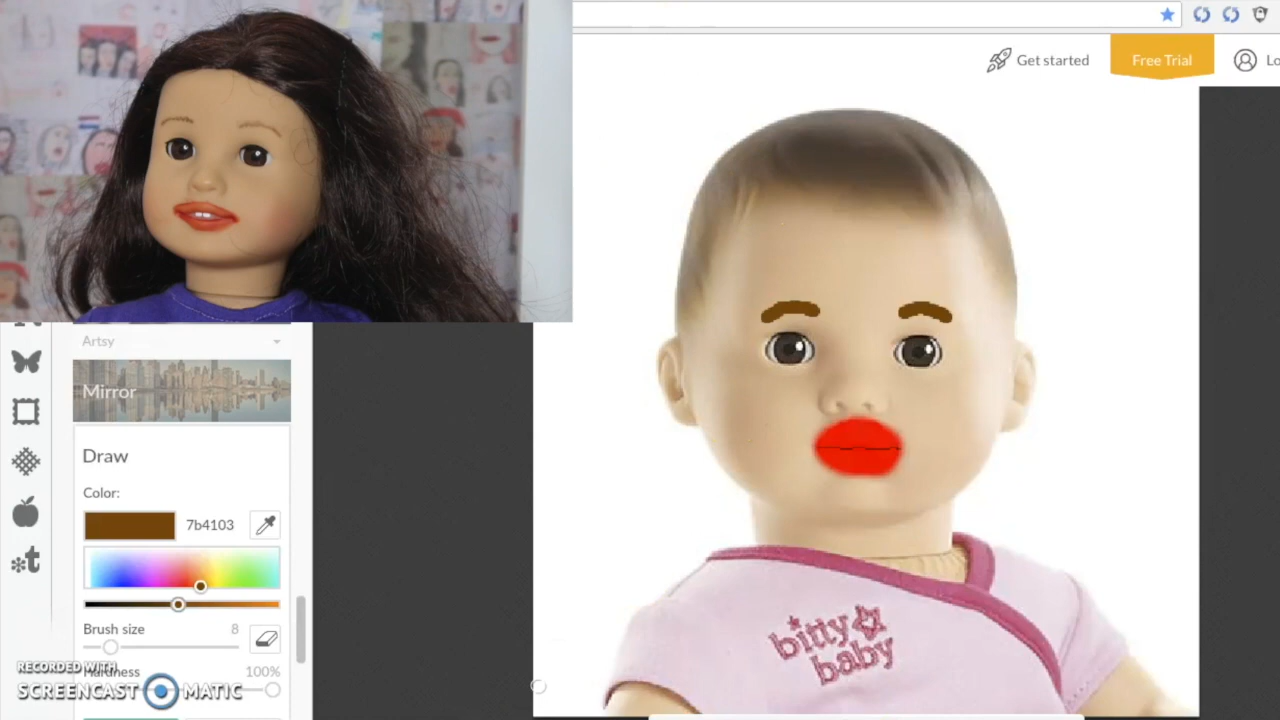 Get started
Free Trial
Lo
Artsy
Mirror
Draw
Color:
7b4103
Brush size
8
Hardness
100%
RECORDED WITH
SCREENCAST MATIC
t
bitty
baby